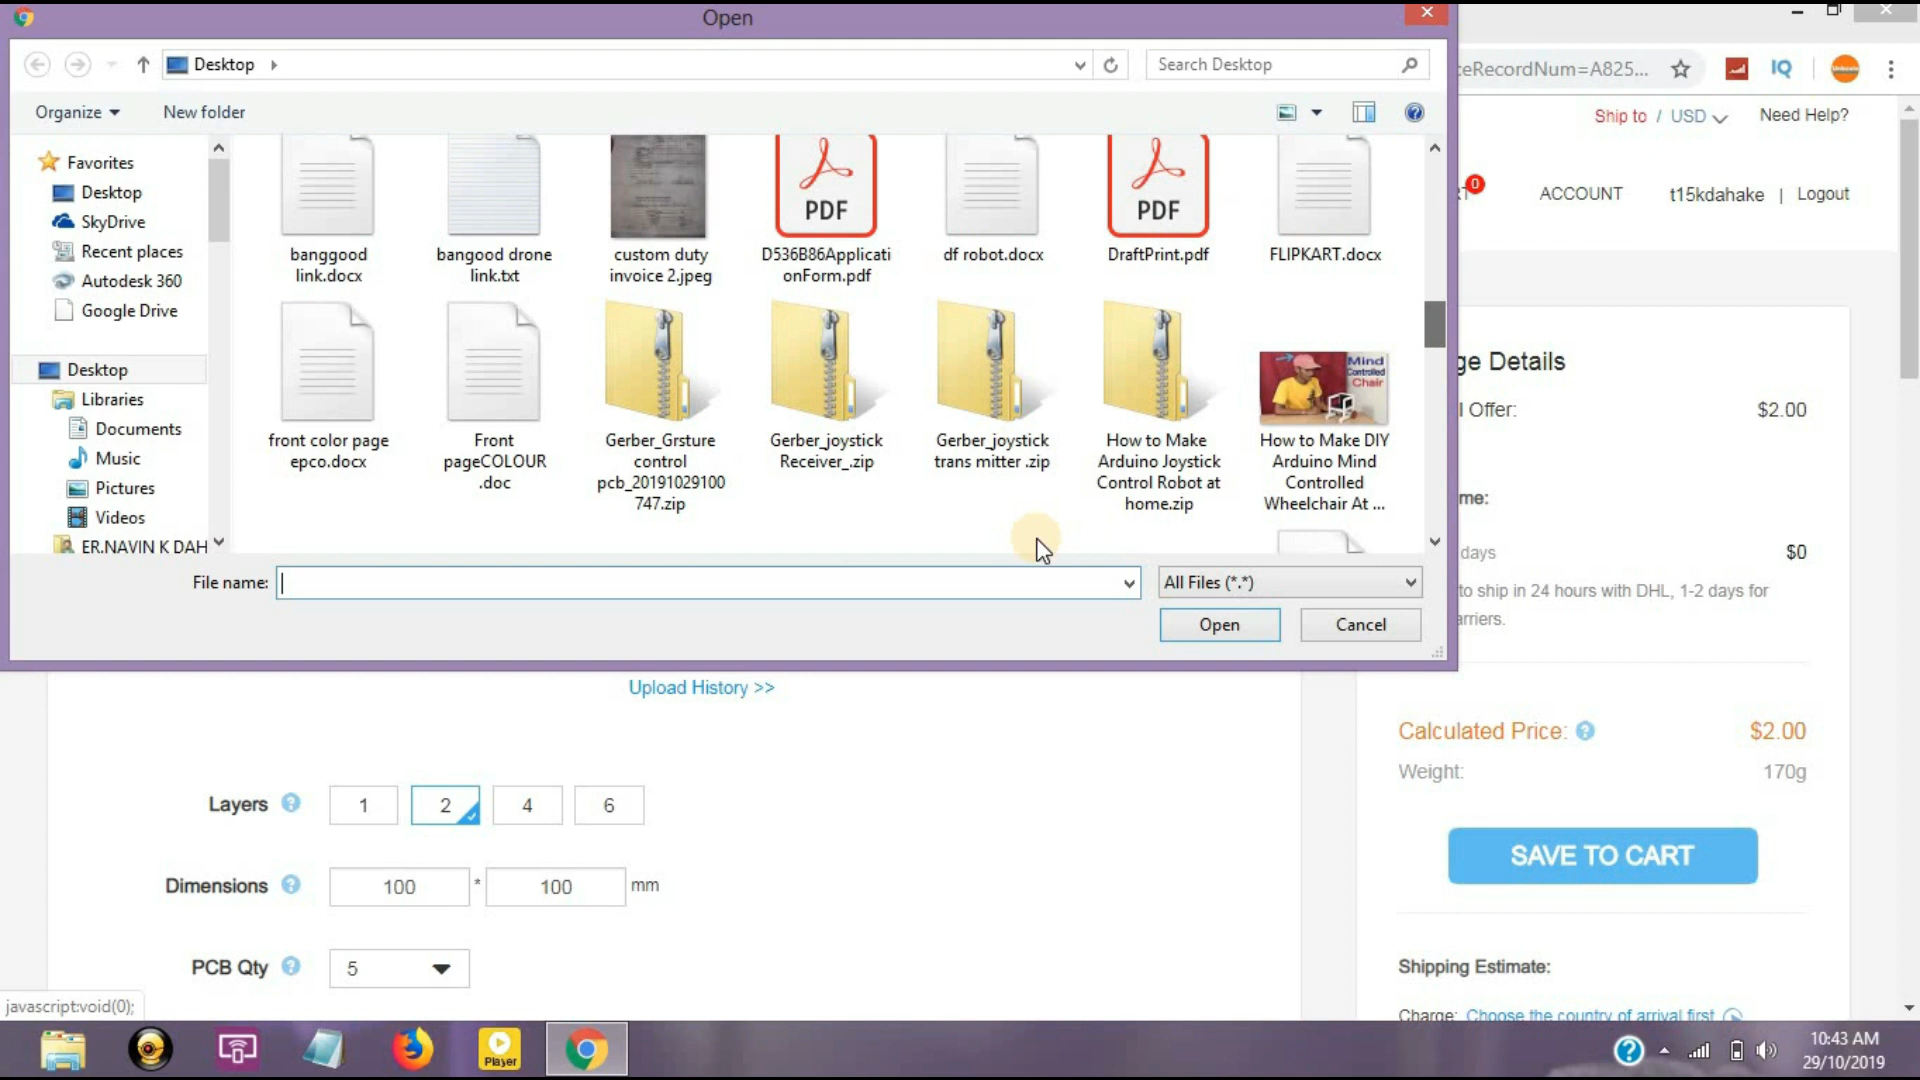 Open
Desktop
Search Desktop
Organize
New folder
Favorites
Desktop
SkyDrive
Recent places
Autodesk 360
Google Drive
Desktop
Libraries
Documents
Music
Pictures
Videos
ER.NAVIN K DAH
banggood
link.docx
bangood drone
link.txt
custom duty
invoice 2.jpeg
PDF
D536B86Applicati
onForm.pdf
df robot.docx
PDF
DraftPrint.pdf
FLIPKART.docx
front color page
epco.docx
Front
pageCOLOUR
.doc
Gerber_Grsture
control
pcb_20191029100
747.zip
Gerber_joystick
Receiver_.zip
Gerber_joystick
trans mitter .zip
How to Make
Arduino Joystick
Control Robot at
home.zip
Mind
Controlled
Chair
How to Make DIY
Arduino Mind
Controlled
Wheelchair At ...
File name:
All Files (*.*)
Open
Cancel
eRecordNum=A825...
IQ
Ship to / USD
Need Help?
0
ACCOUNT
t15kdahake | Logout
ge Details
l Offer:
$2.00
me:
days
$0
to ship in 24 hours with DHL, 1-2 days for
arriers.
Upload History >>
Calculated Price: ?
$2.00
Weight:
170g
SAVE TO CART
Layers ?
1
2
4
6
Dimensions ?
100 * 100 mm
PCB Qty ?
5
Shipping Estimate:
Charge: Choose the country of arrival first
javascript:void(0);
Player
10:43 AM
29/10/2019